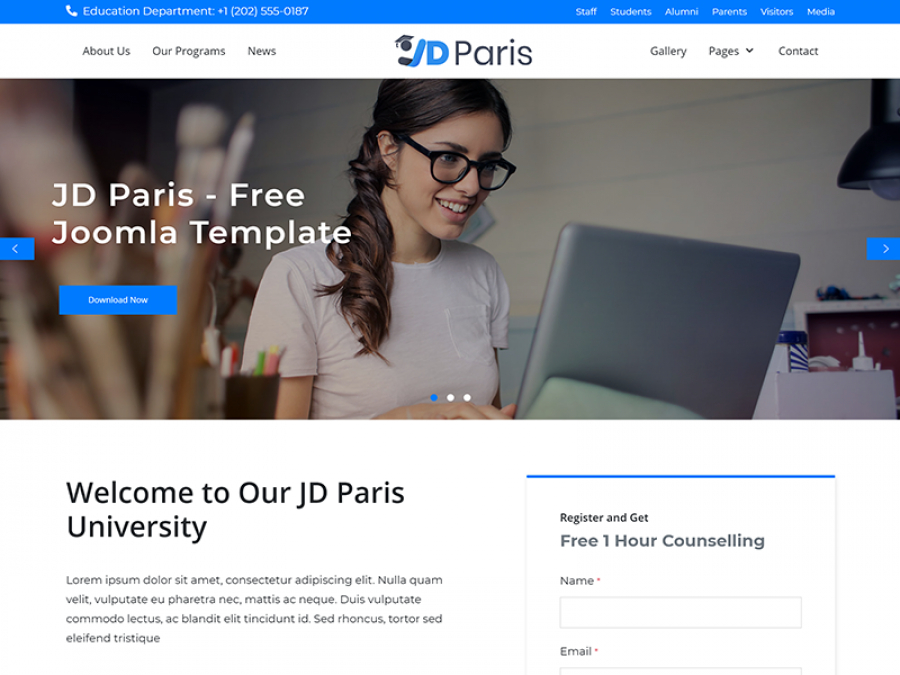 Education Department: +1 (202) 555-0187
Staff Students Alumni Parents Visitors Media
About Us Our Programs News
JD Paris
Gallery Pages Contact
JD Paris - Free
Joomla Template
Download Now
Welcome to Our JD Paris
University
Lorem ipsum dolor sit amet, consectetur adipiscing elit. Nulla quam
velit, vulputate eu pharetra nec, mattis ac neque. Duis vulputate
commodo lectus, ac blandit elit tincidunt id. Sed rhoncus, tortor sed
eleifend tristique
Register and Get
Free 1 Hour Counselling
Name *
Email *